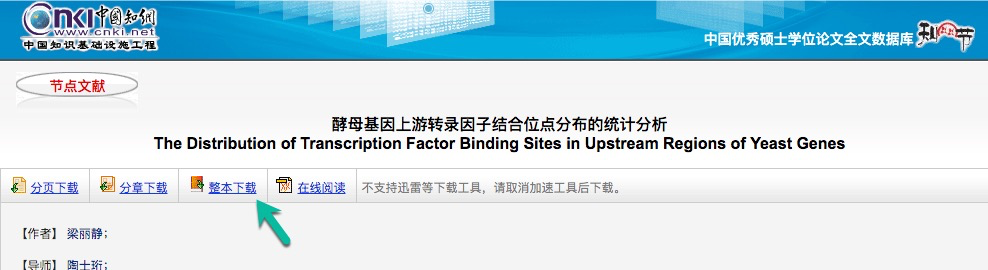 cnki中国知网
www.cnki.net
中国知识基础设施工程
中国优秀硕士学位论文全文数据库
节点文献
酵母基因上游转录因子结合位点分布的统计分析
The Distribution of Transcription Factor Binding Sites in Upstream Regions of Yeast Genes
分页下载 分章下载 整本下载 在线阅读 不支持迅雷等下载工具，请取消加速工具后下载。
【作者】 梁丽静；
【导师】 陶士珩；